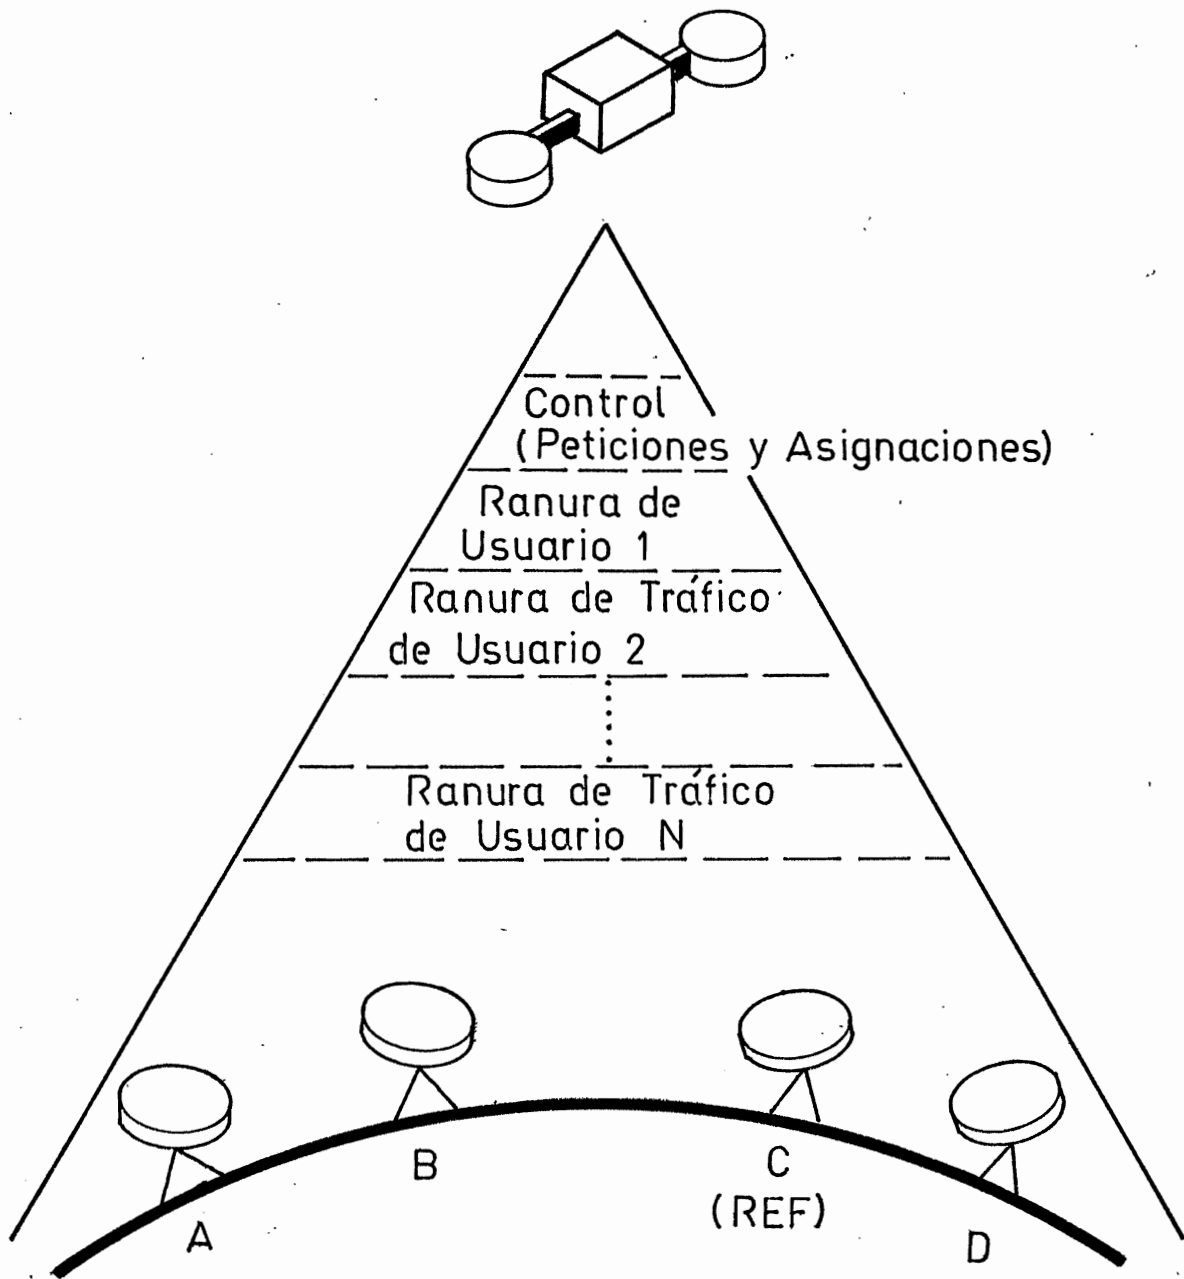 Control
(Peticiones y Asignaciones)
Ranura de
Usuario 1
Ranura de Tráfico
de Usuario 2
Ranura de Tráfico
de Usuario N
A
B
C
(REF)
D